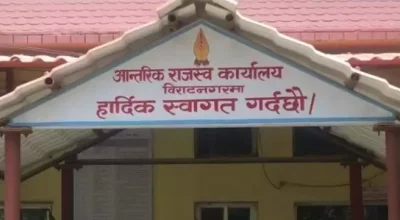 आन्तरिक राजस्व कार्यालय
विराटनगरमा
हार्दिक स्वागत गर्दछौ।